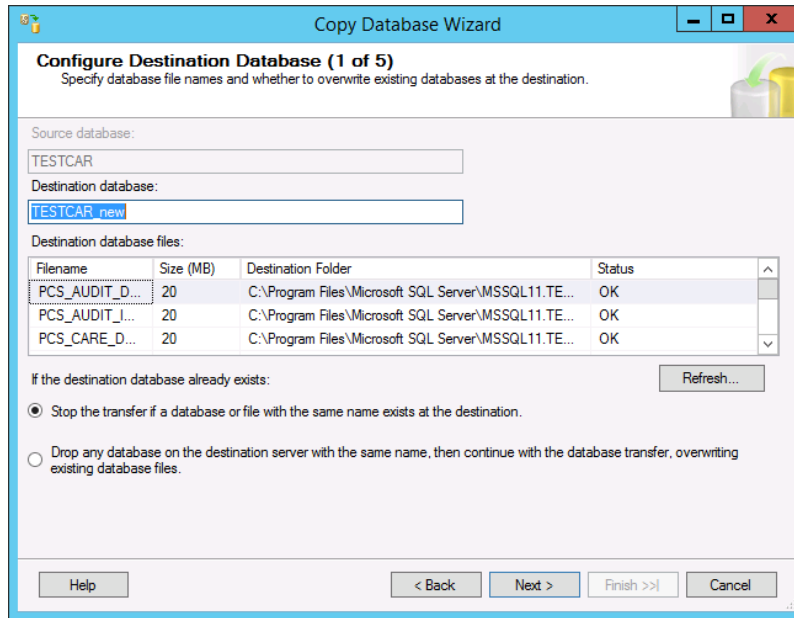 Copy Database Wizard
Configure Destination Database (1 of 5)
Specify database file names and whether to overwrite existing databases at the destination.
Source database:
TESTCAR
Destination database:
TESTCAR_new
Destination database files:
Filename Size (MB) Destination Folder Status
PCS_AUDIT_D... 20 C:\Program Files\Microsoft SQL Server\MSSQL11.TE... OK
PCS_AUDIT_I... 20 C:\Program Files\Microsoft SQL Server\MSSQL11.TE... OK
PCS_CARE_D... 20 C:\Program Files\Microsoft SQL Server\MSSQL11.TE... OK
If the destination database already exists: Refresh...
Stop the transfer if a database or file with the same name exists at the destination.
Drop any database on the destination server with the same name, then continue with the database transfer, overwriting
existing database files.
Help < Back Next > Finish >>| Cancel